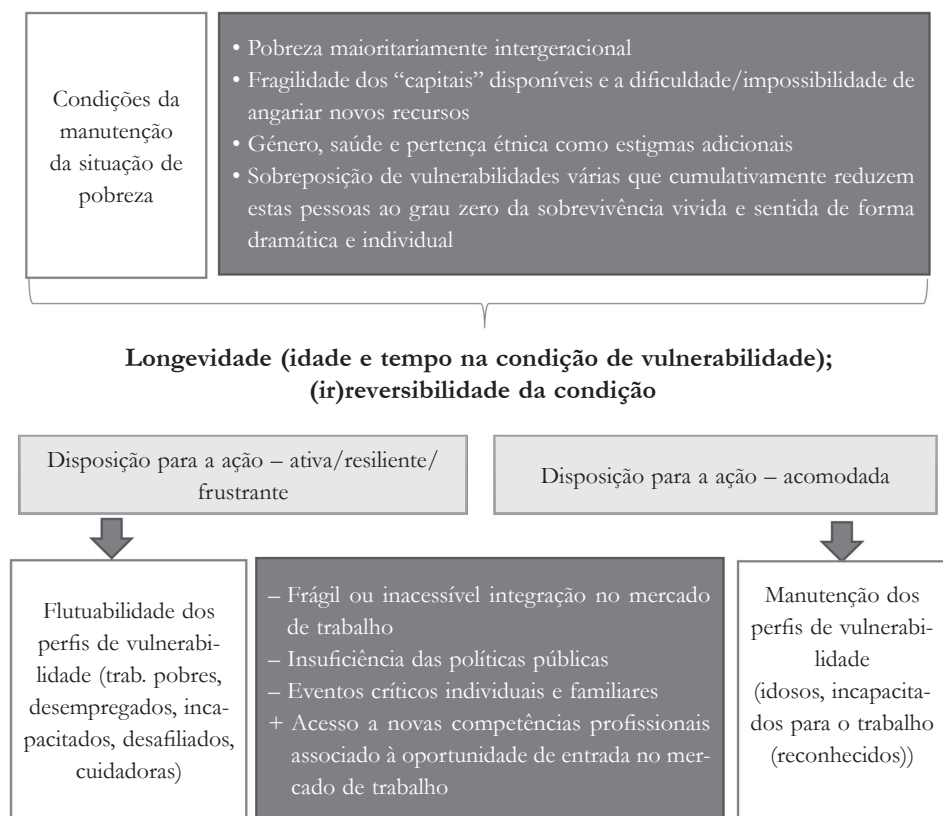 Condições da
manutenção
da situação de
pobreza
• Pobreza maioritariamente intergeracional
• Fragilidade dos “capitais” disponíveis e a dificuldade/impossibilidade de
angariar novos recursos
• Género, saúde e pertença étnica como estigmas adicionais
• Sobreposição de vulnerabilidades várias que cumulativamente reduzem
estas pessoas ao grau zero da sobrevivência vivida e sentida de forma
dramática e individual
Longevidade (idade e tempo na condição de vulnerabilidade);
(ir)reversibilidade da condição
Disposição para a ação – ativa/resiliente/
frustrante
Disposição para a ação – acomodada
Flutuabilidade dos
perfis de vulnerabi-
lidade (trab. pobres,
desempregados, inca-
pacitados, desafiliados,
cuidadoras)
– Frágil ou inacessível integração no mercado
de trabalho
– Insuficiência das políticas públicas
– Eventos críticos individuais e familiares
+ Acesso a novas competências profissionais
associado à oportunidade de entrada no mer-
cado de trabalho
Manutenção dos
perfis de vulnerabi-
lidade
(idosos, incapacita-
dos para o trabalho
(reconhecidos))